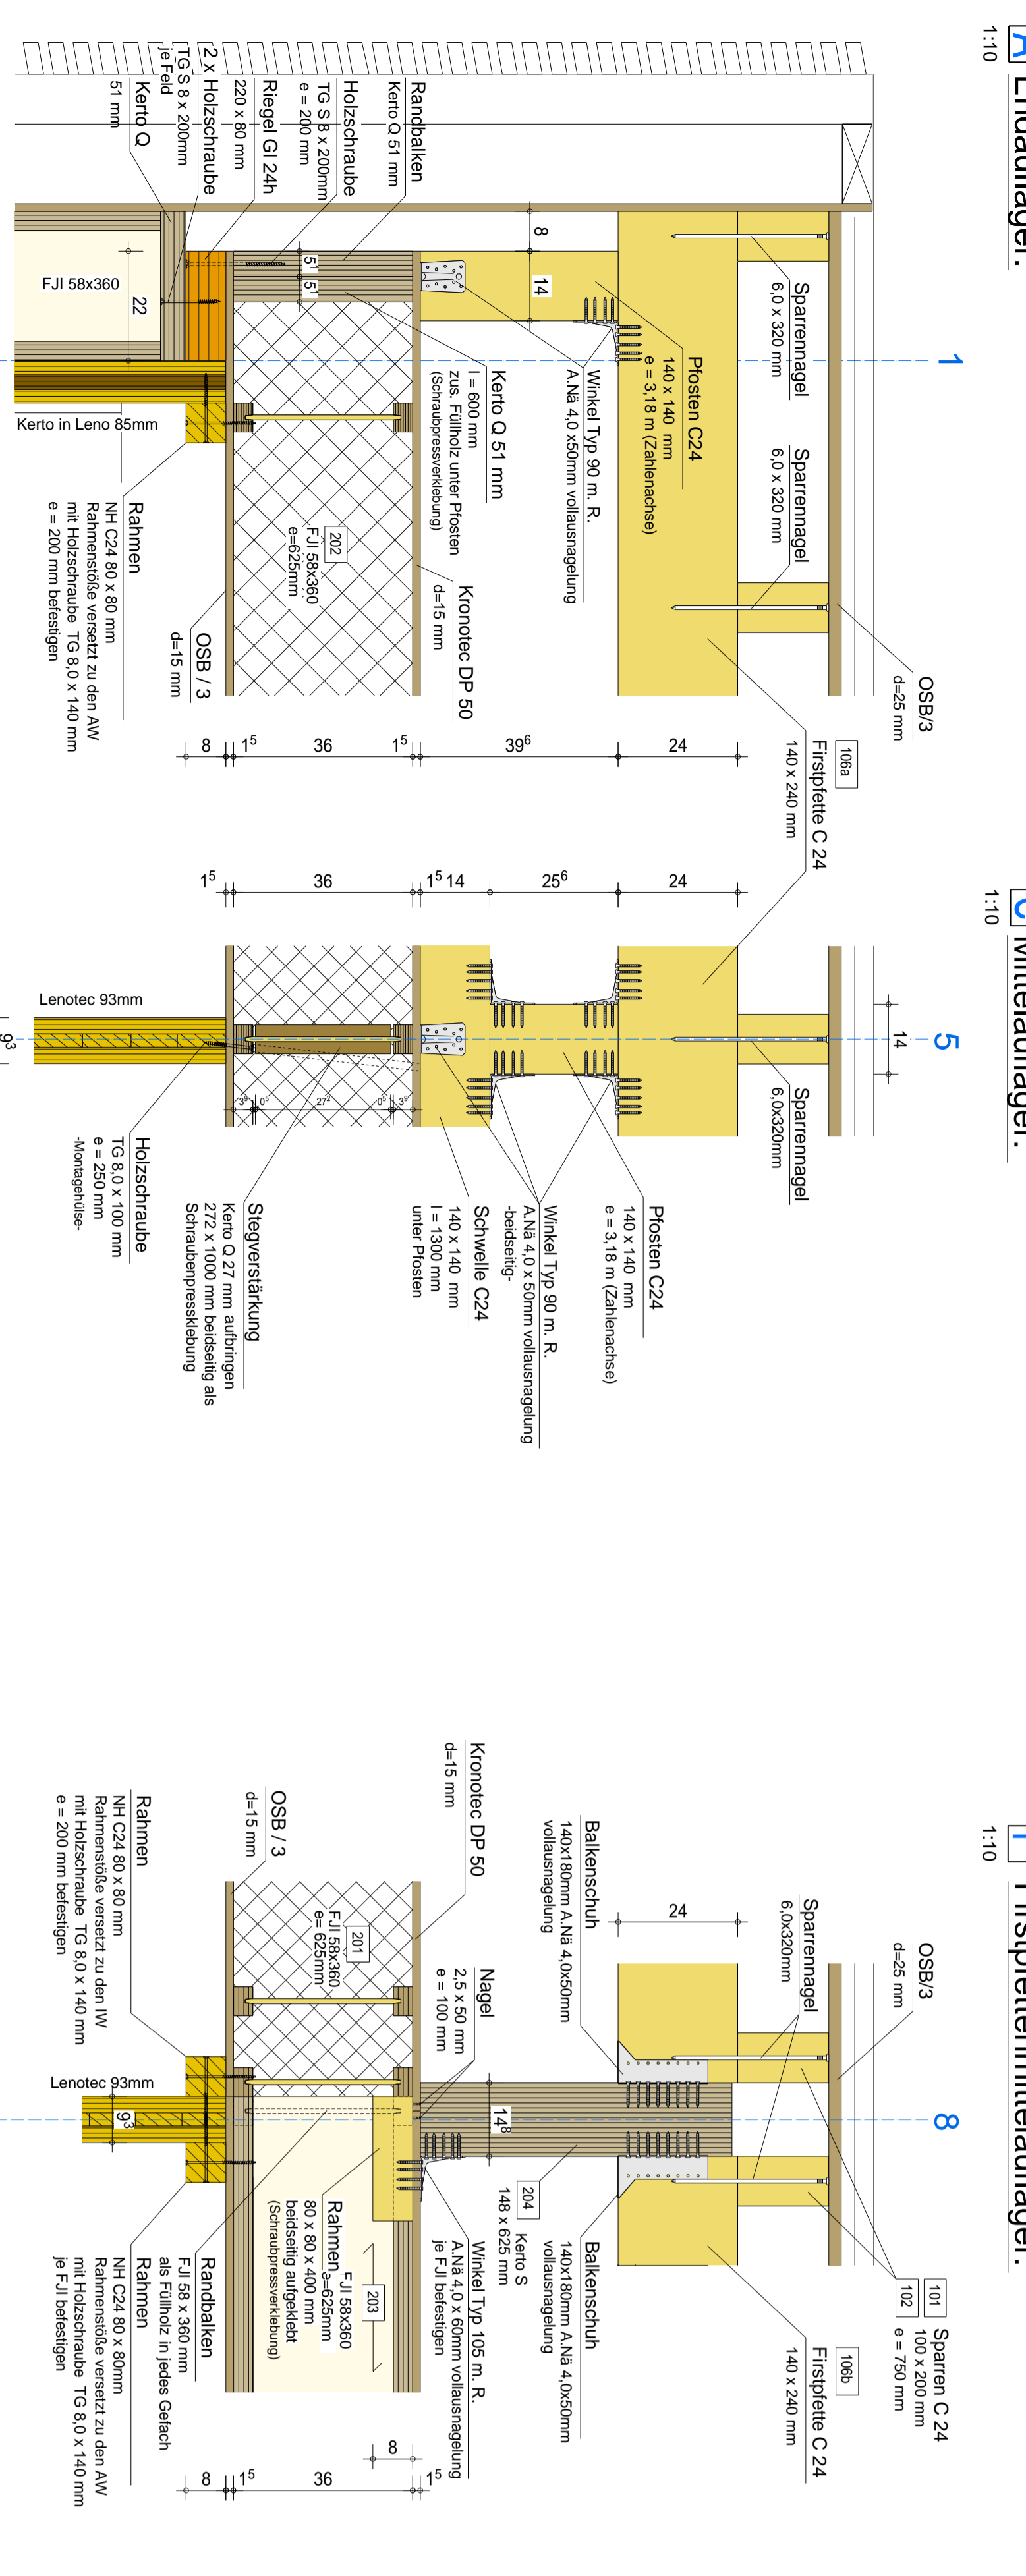 A Endauflager.
1:10
1
Sparrennagel
6,0 x 320 mm
Sparrennagel
6,0 x 320 mm
OSB/3
d=25 mm
106a
Firstpfette C 24
140 x 240 mm
Pfosten C24
140 x 140 mm
e = 3,18 m (Zahlenachse)
Winkel Typ 90 m. R.
A.Nä 4,0 x50mm vollausnagelung
Kerto Q 51 mm
l = 600 mm
zus. Füllholz unter Pfosten
(Schraubpressverklebung)
Kronotec DP 50
d=15 mm
Randbalken
Kerto Q 51 mm
Holzschraube
TG S 8 x 200mm
e = 200 mm
Riegel Gl 24h
220 x 80 mm
2 x Holzschraube
TG S 8 x 200mm
je Feld
Kerto Q
51 mm
202
FJI 58x360
e=625mm
OSB / 3
d=15 mm
FJI 58x360
Kerto in Leno 85mm
Rahmen
NH C24 80 x 80 mm
Rahmenstöße versetzt zu den AW
mit Holzschraube TG 8,0 x 140 mm
e = 200 mm befestigen
8
14
5¹
5¹
22
24
39⁶
1⁵
36
1⁵
8
C Mittelauflager.
1:10
5
14
Sparrennagel
6,0x320mm
24
25⁶
14
1⁵
36
1⁵
Pfosten C24
140 x 140 mm
e = 3,18 m (Zahlenachse)
Winkel Typ 90 m. R.
A.Nä 4,0 x 50mm vollausnagelung
-beidseitig-
Schwelle C24
140 x 140 mm
l = 1300 mm
unter Pfosten
Stegverstärkung
Kerto Q 27 mm aufbringen
272 x 1000 mm beidseitig als
Schraubenpressklebung
Holzschraube
TG 8,0 x 100 mm
e = 250 mm
-Montagehülse-
3⁹
0⁵
27²
0⁵
3⁹
Lenotec 93mm
9³
Firstpfettenmittelauflager.
1:10
8
OSB/3
d=25 mm
Sparrennagel
6,0x320mm
101
102
Sparren C 24
100 x 200 mm
e = 750 mm
106b
Firstpfette C 24
140 x 240 mm
24
Balkenschuh
140x180mm A.Nä 4,0x50mm
vollausnagelung
Balkenschuh
140x180mm A.Nä 4,0x50mm
vollausnagelung
204
Kerto S
148 x 625 mm
14⁸
Nagel
2,5 x 50 mm
e = 100 mm
Kronotec DP 50
d=15 mm
Winkel Typ 105 m. R.
A.Nä 4,0 x 60mm vollausnagelung
je FJI befestigen
201
FJI 58x360
e= 625mm
203
FJI 58x360
=625mm
Rahmen
80 x 80 x 400 mm
beidseitig aufgeklebt
(Schraubpressverklebung)
OSB / 3
d=15 mm
Randbalken
FJI 58 x 360 mm
als Füllholz in jedes Gefach
Rahmen
NH C24 80 x 80 mm
Rahmenstöße versetzt zu den IW
mit Holzschraube TG 8,0 x 140 mm
e = 200 mm befestigen
Rahmen
NH C24 80 x 80mm
Rahmenstöße versetzt zu den AW
mit Holzschraube TG 8,0 x 140 mm
je FJI befestigen
Lenotec 93mm
9³
8
1⁵
36
1⁵
8